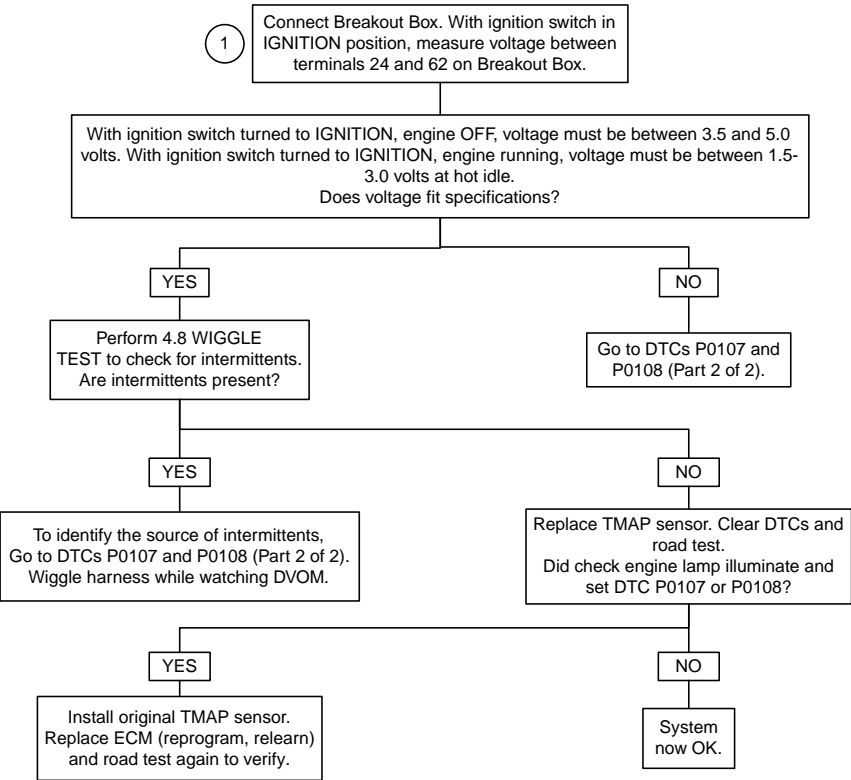 1
Connect Breakout Box. With ignition switch in
IGNITION position, measure voltage between
terminals 24 and 62 on Breakout Box.
With ignition switch turned to IGNITION, engine OFF, voltage must be between 3.5 and 5.0
volts. With ignition switch turned to IGNITION, engine running, voltage must be between 1.5-
3.0 volts at hot idle.
Does voltage fit specifications?
YES
NO
Perform 4.8 WIGGLE
TEST to check for intermittents.
Are intermittents present?
Go to DTCs P0107 and
P0108 (Part 2 of 2).
YES
NO
To identify the source of intermittents,
Go to DTCs P0107 and P0108 (Part 2 of 2).
Wiggle harness while watching DVOM.
Replace TMAP sensor. Clear DTCs and
road test.
Did check engine lamp illuminate and
set DTC P0107 or P0108?
YES
NO
Install original TMAP sensor.
Replace ECM (reprogram, relearn)
and road test again to verify.
System
now OK.